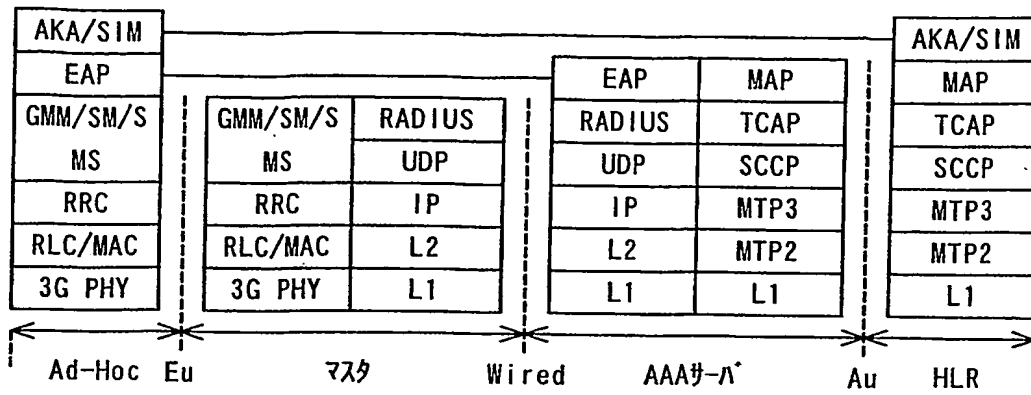 AKA/SIM
EAP
GMM/SM/S
MS
RRC
RLC/MAC
3G PHY
GMM/SM/S
MS
RRC
RLC/MAC
3G PHY
RADIUS
UDP
IP
L2
L1
EAP
RADIUS
UDP
IP
L2
L1
MAP
TCAP
SCCP
MTP3
MTP2
L1
AKA/SIM
MAP
TCAP
SCCP
MTP3
MTP2
L1
Ad-Hoc Eu マスタ Wired AAAサーバ Au HLR